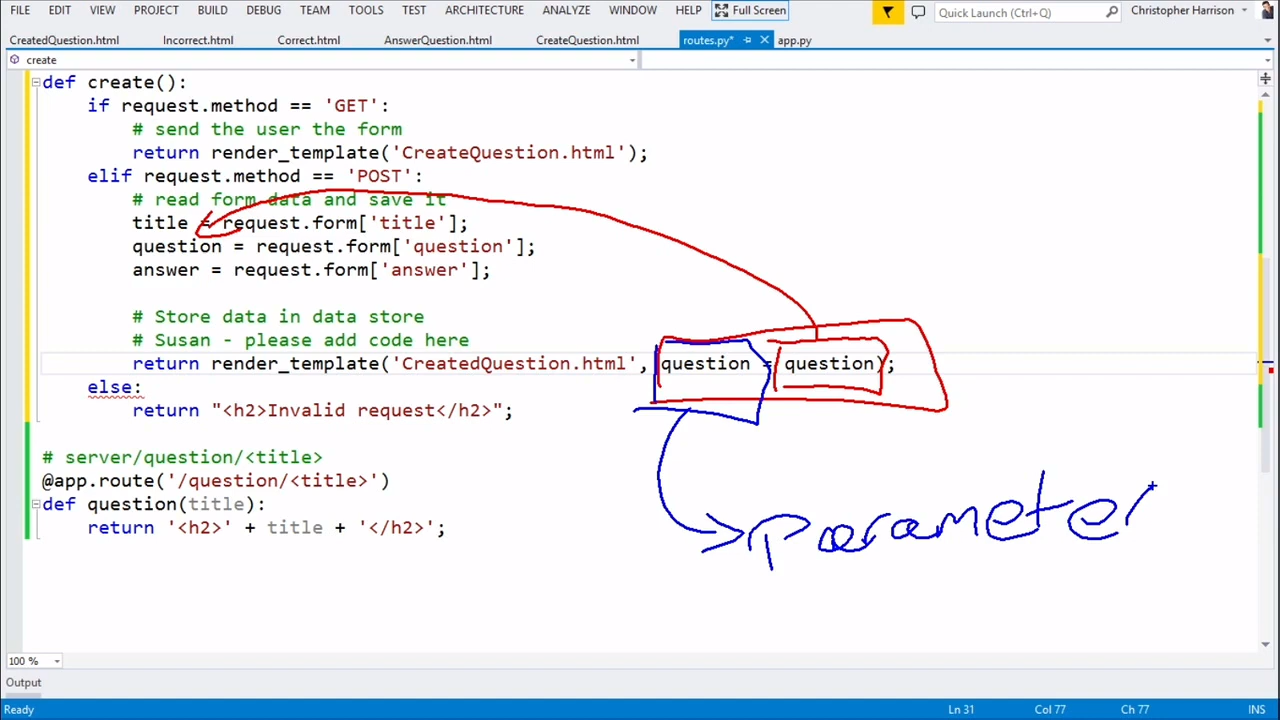 FILE EDIT VIEW PROJECT BUILD DEBUG TEAM TOOLS TEST ARCHITECTURE ANALYZE WINDOW HELP Full Screen Quick Launch (Ctrl+Q) Christopher Harrison
CreatedQuestion.html Incorrect.html Correct.html AnswerQuestion.html CreateQuestion.html routes.py* app.py
create
def create():
if request.method == 'GET':
# send the user the form
return render_template('CreateQuestion.html');
elif request.method == 'POST':
# read form data and save it
title = request.form['title'];
question = request.form['question'];
answer = request.form['answer'];
# Store data in data store
# Susan - please add code here
return render_template('CreatedQuestion.html', question = question);
else:
return "<h2>Invalid request</h2>";
# server/question/<title>
@app.route('/question/<title>')
def question(title):
return '<h2>' + title + '</h2>';
parameter
100 %
Output
Ready Ln 31 Col 77 Ch 77 INS